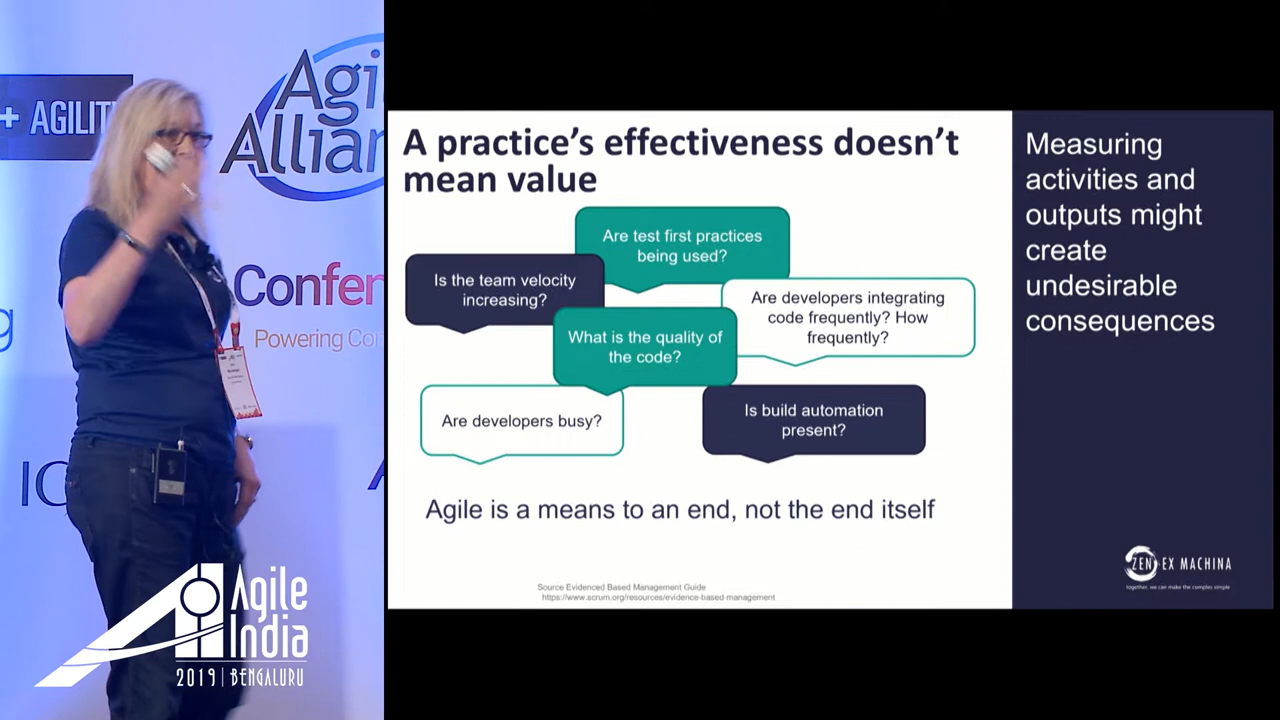 + AGILIT
Agil
Allian
Confer
Powering Con
Agile
India
2019 | BENGALURU
A practice's effectiveness doesn't
mean value
Are test first practices
being used?
Is the team velocity
increasing?
Are developers integrating
code frequently? How
frequently?
What is the quality of
the code?
Are developers busy?
Is build automation
present?
Agile is a means to an end, not the end itself
Source Evidenced Based Management Guide
https://www.scrum.org/resources/evidence-based-management
Measuring
activities and
outputs might
create
undesirable
consequences
ZEN EX MACHINA
together, we can make the complex simple